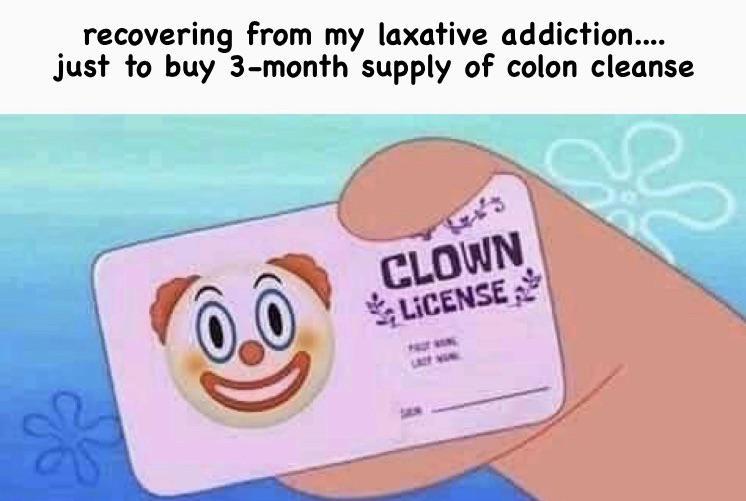 recovering from my laxative addiction....
just to buy 3-month supply of colon cleanse
CLOWN
LiCENSE